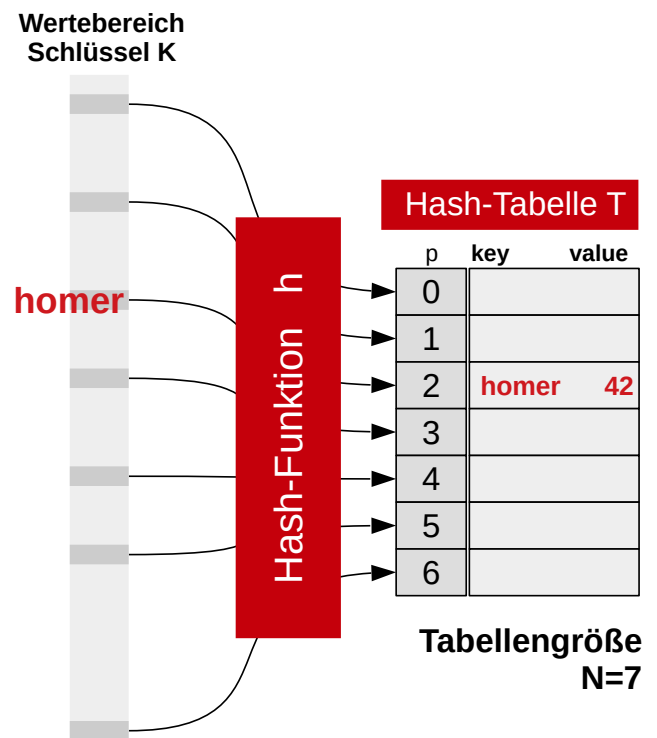 Wertebereich
Schlüssel K
homer
Hash-Funktion h
Hash-Tabelle T
p key value
0
1
2 homer 42
3
4
5
6
Tabellengröße
N=7